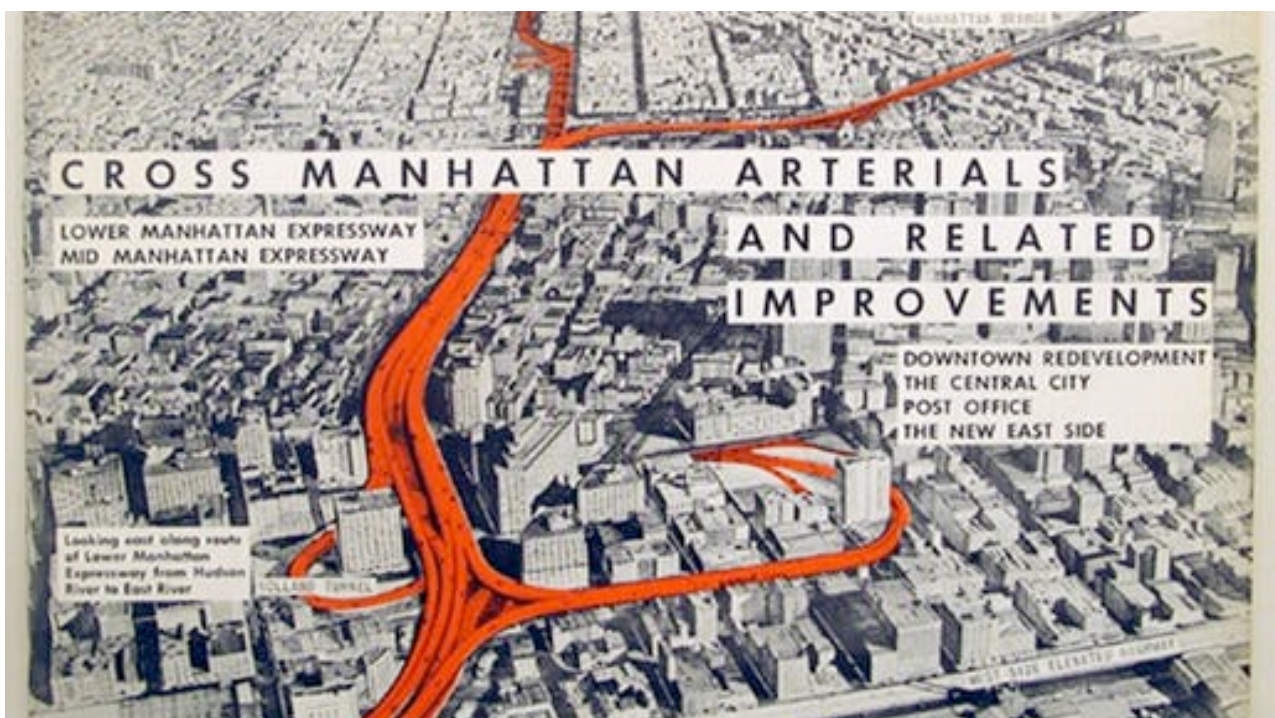 MANHATTAN BRIDGE
CROSS MANHATTAN ARTERIALS
LOWER MANHATTAN EXPRESSWAY
MID MANHATTAN EXPRESSWAY
AND RELATED
IMPROVEMENTS
DOWNTOWN REDEVELOPMENT
THE CENTRAL CITY
POST OFFICE
THE NEW EAST SIDE
Looking east along route
of Lower Manhattan
Expressway from Hudson
River to East River
HOLLAND TUNNEL
WEST SIDE ELEVATED HIGHWAY